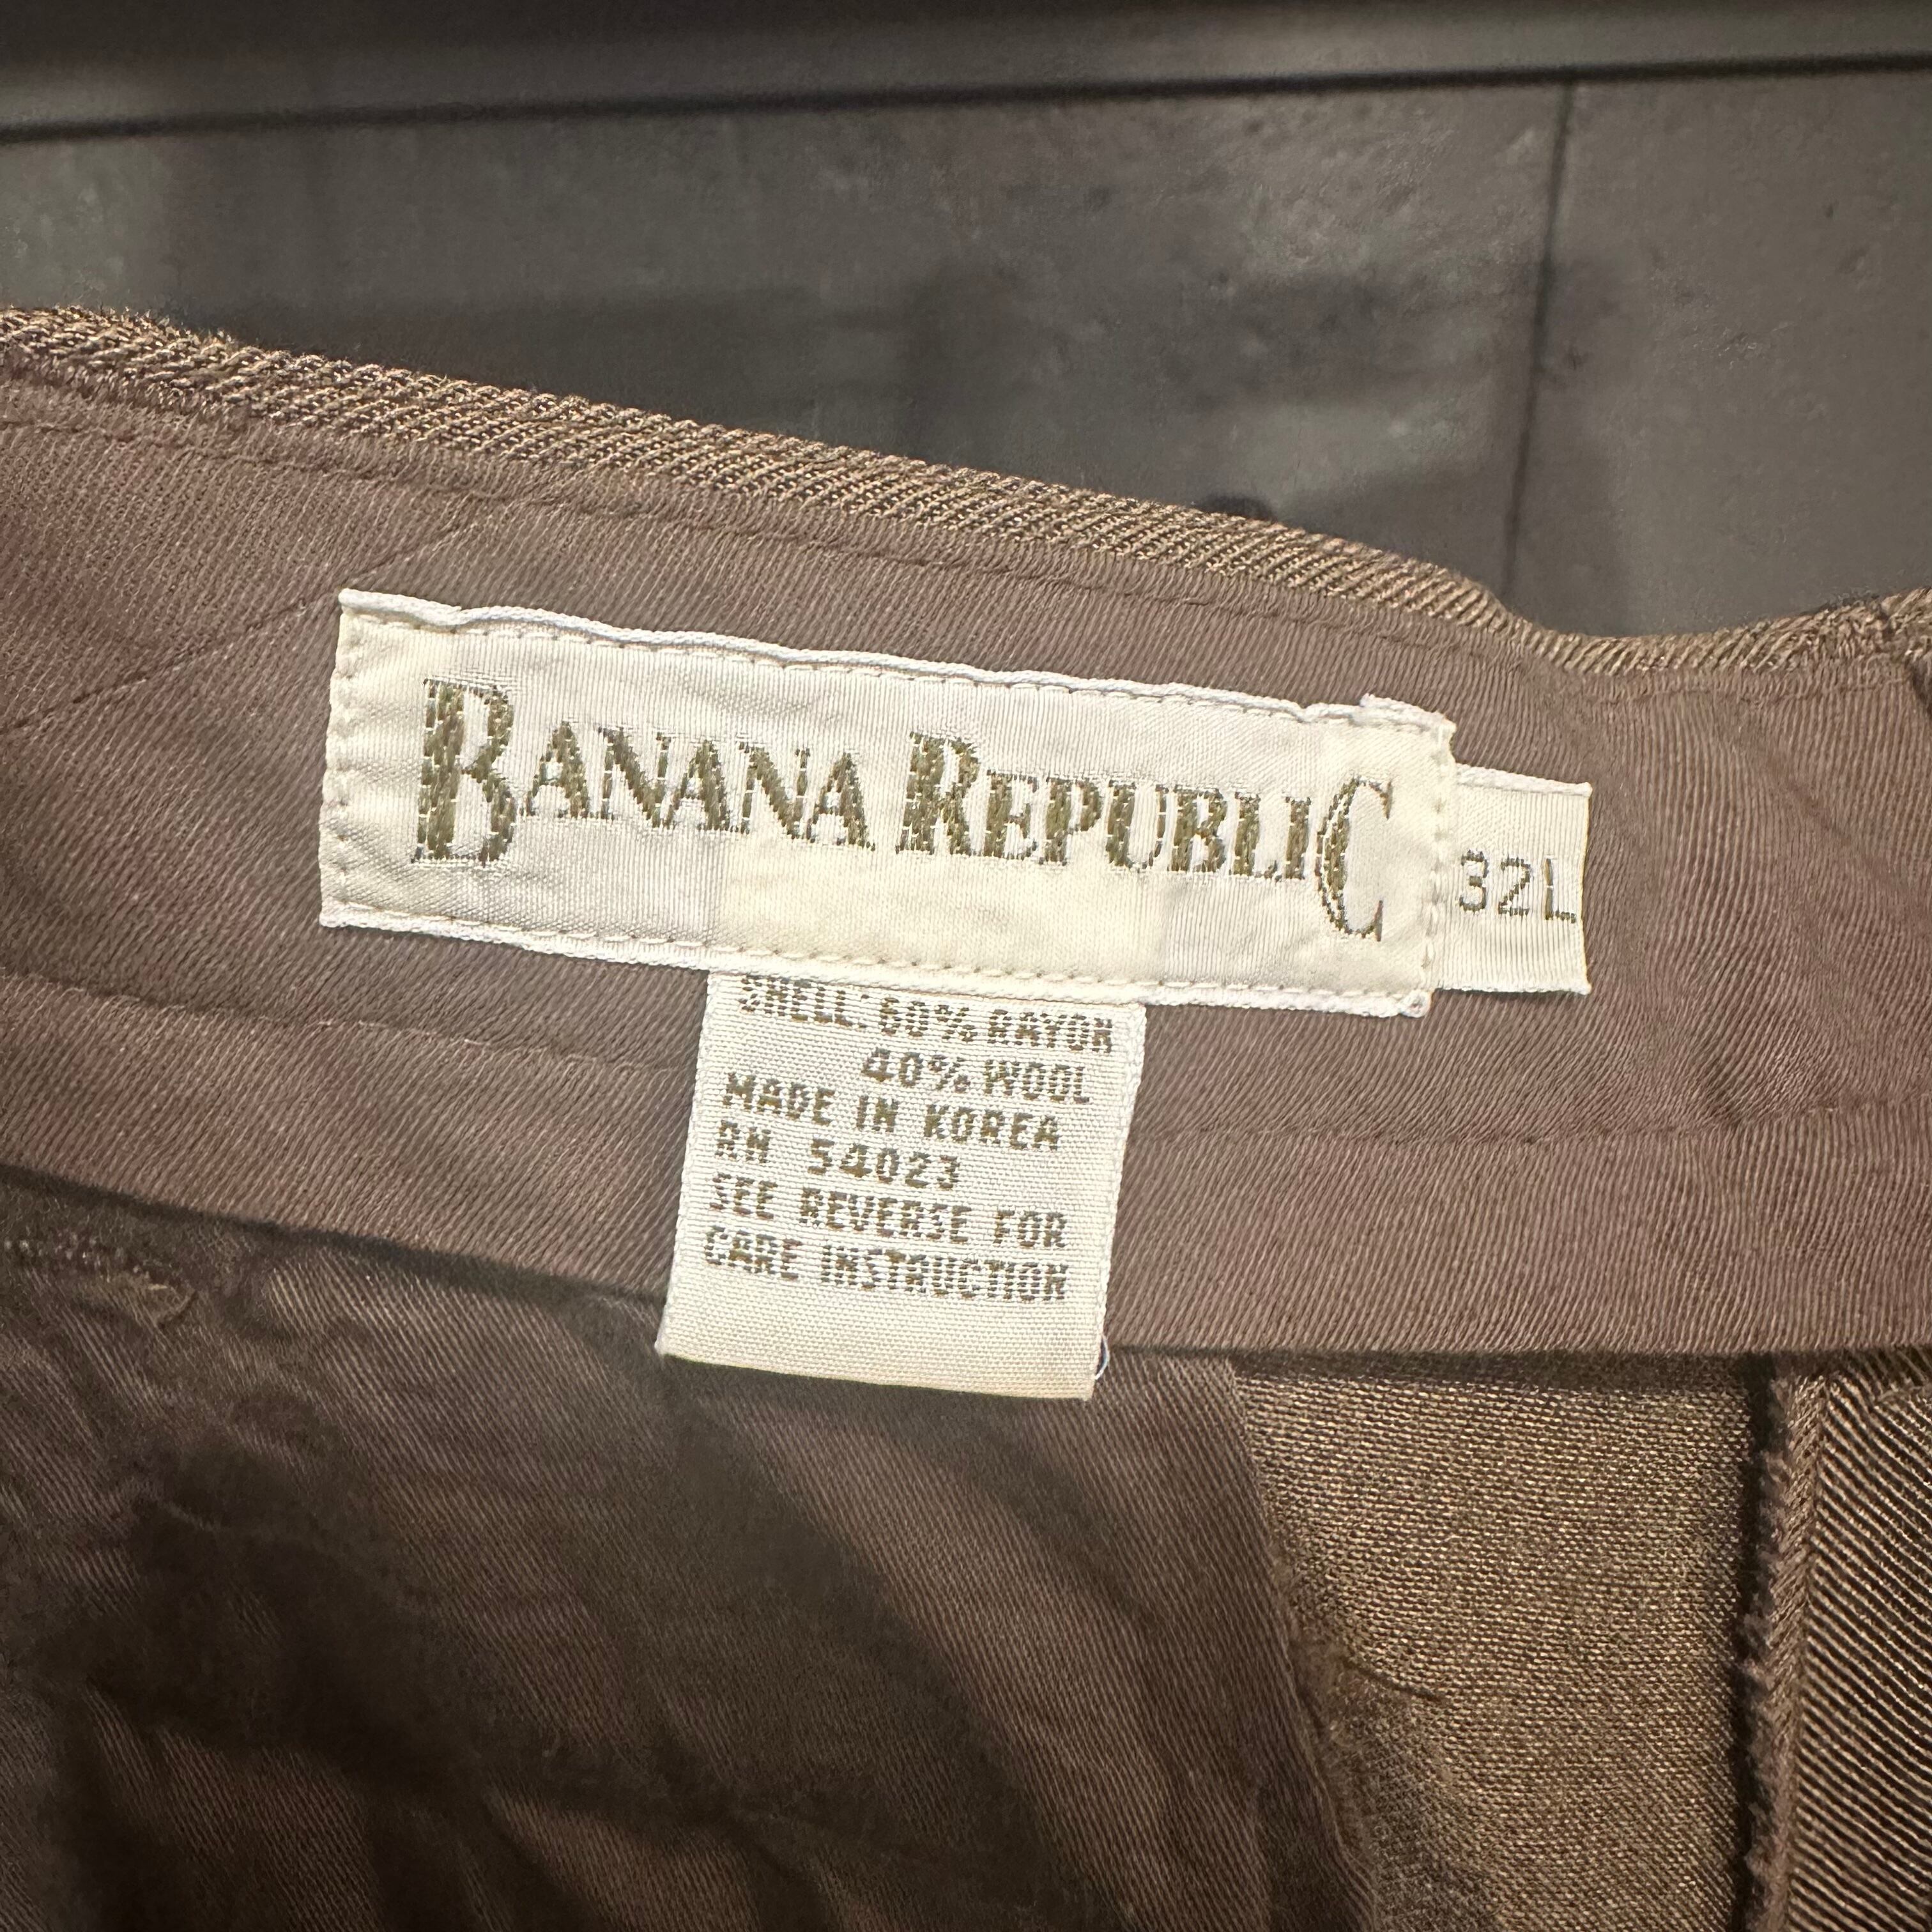 BANANA REPUBLIC
32L
SHELL: 60% RAYON
40% WOOL
MADE IN KOREA
RN 54023
SEE REVERSE FOR
CARE INSTRUCTION